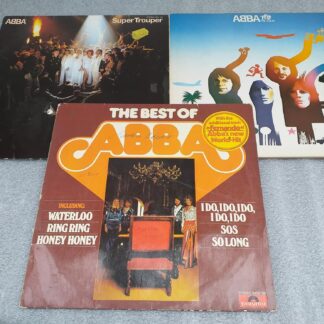 ABBA
Super Trouper
ABBA
THE BEST OF
ABBA
With the
additional track
"Fernando"
Abba's new
World-Hit
INCLUDING:
WATERLOO
RING RING
HONEY HONEY
I DO, I DO, I DO,
I DO, I DO
SOS
SO LONG